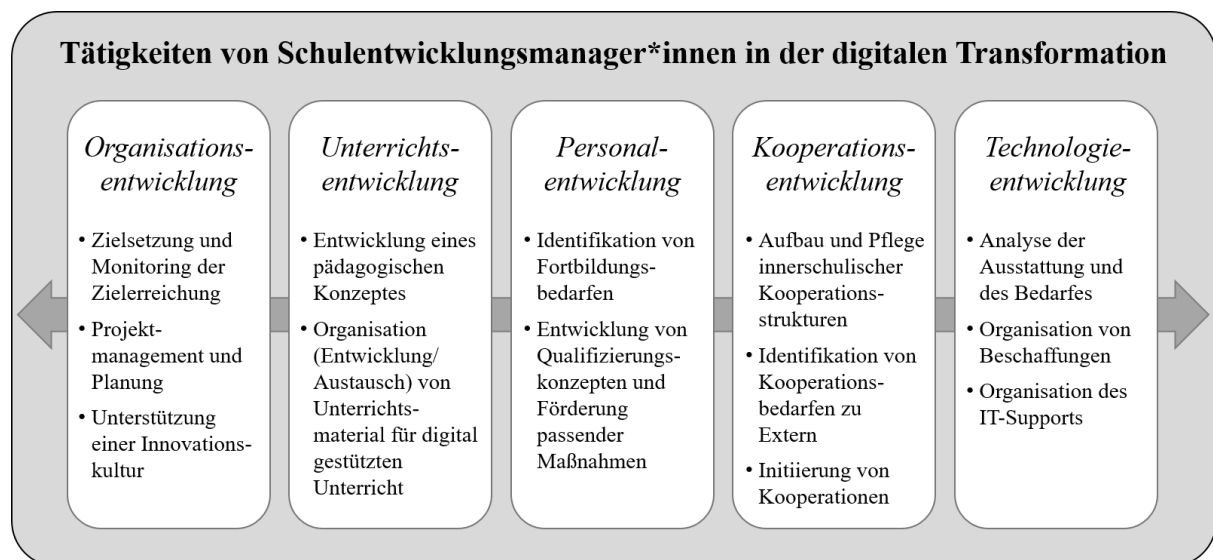 Tätigkeiten von Schulentwicklungsmanager*innen in der digitalen Transformation
Organisations-
entwicklung
• Zielsetzung und
Monitoring der
Zielerreichung
• Projekt-
management und
Planung
• Unterstützung
einer Innovations-
kultur
Unterrichts-
entwicklung
• Entwicklung eines
pädagogischen
Konzeptes
• Organisation
(Entwicklung/
Austausch) von
Unterrichts-
material für digital
gestützten
Unterricht
Personal-
entwicklung
• Identifikation von
Fortbildungs-
bedarfen
• Entwicklung von
Qualifizierungs-
konzepten und
Förderung
passender
Maßnahmen
Kooperations-
entwicklung
• Aufbau und Pflege
innerschulischer
Kooperations-
strukturen
• Identifikation von
Kooperations-
bedarfen zu
Extern
• Initiierung von
Kooperationen
Technologie-
entwicklung
• Analyse der
Ausstattung und
des Bedarfes
• Organisation von
Beschaffungen
• Organisation des
IT-Supports